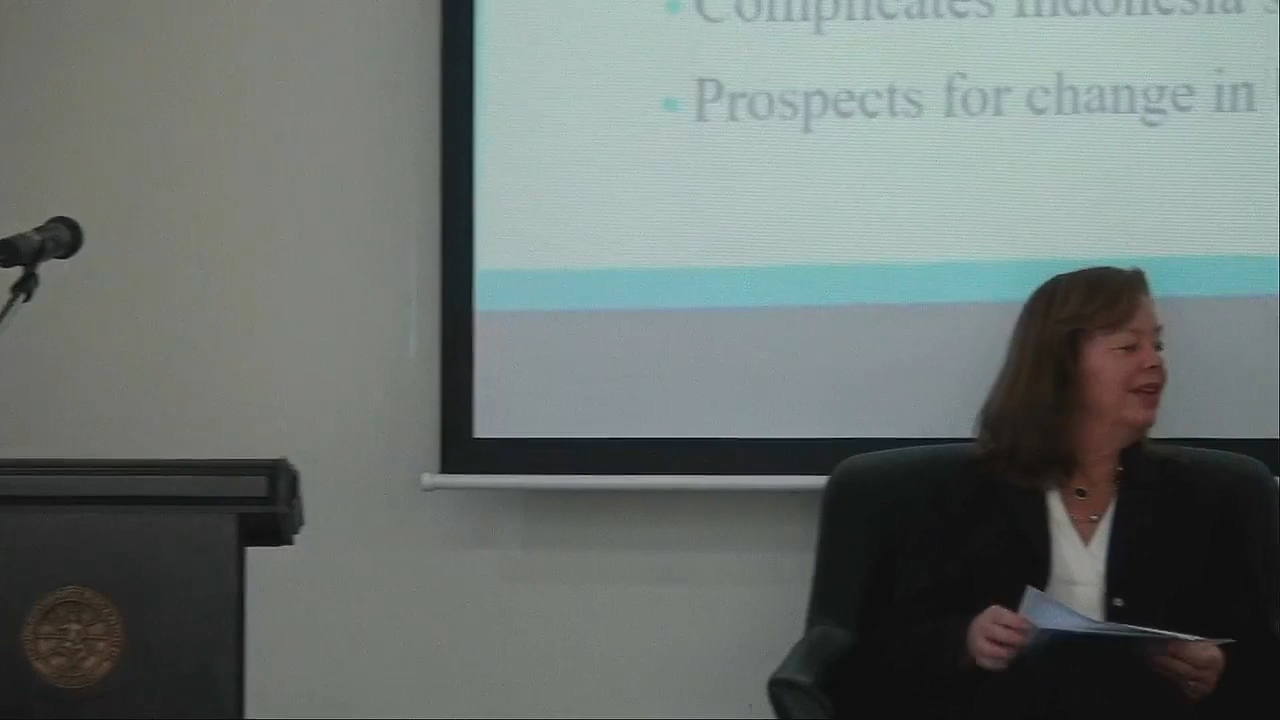 • Complicates Indonesia's
• Prospects for change in